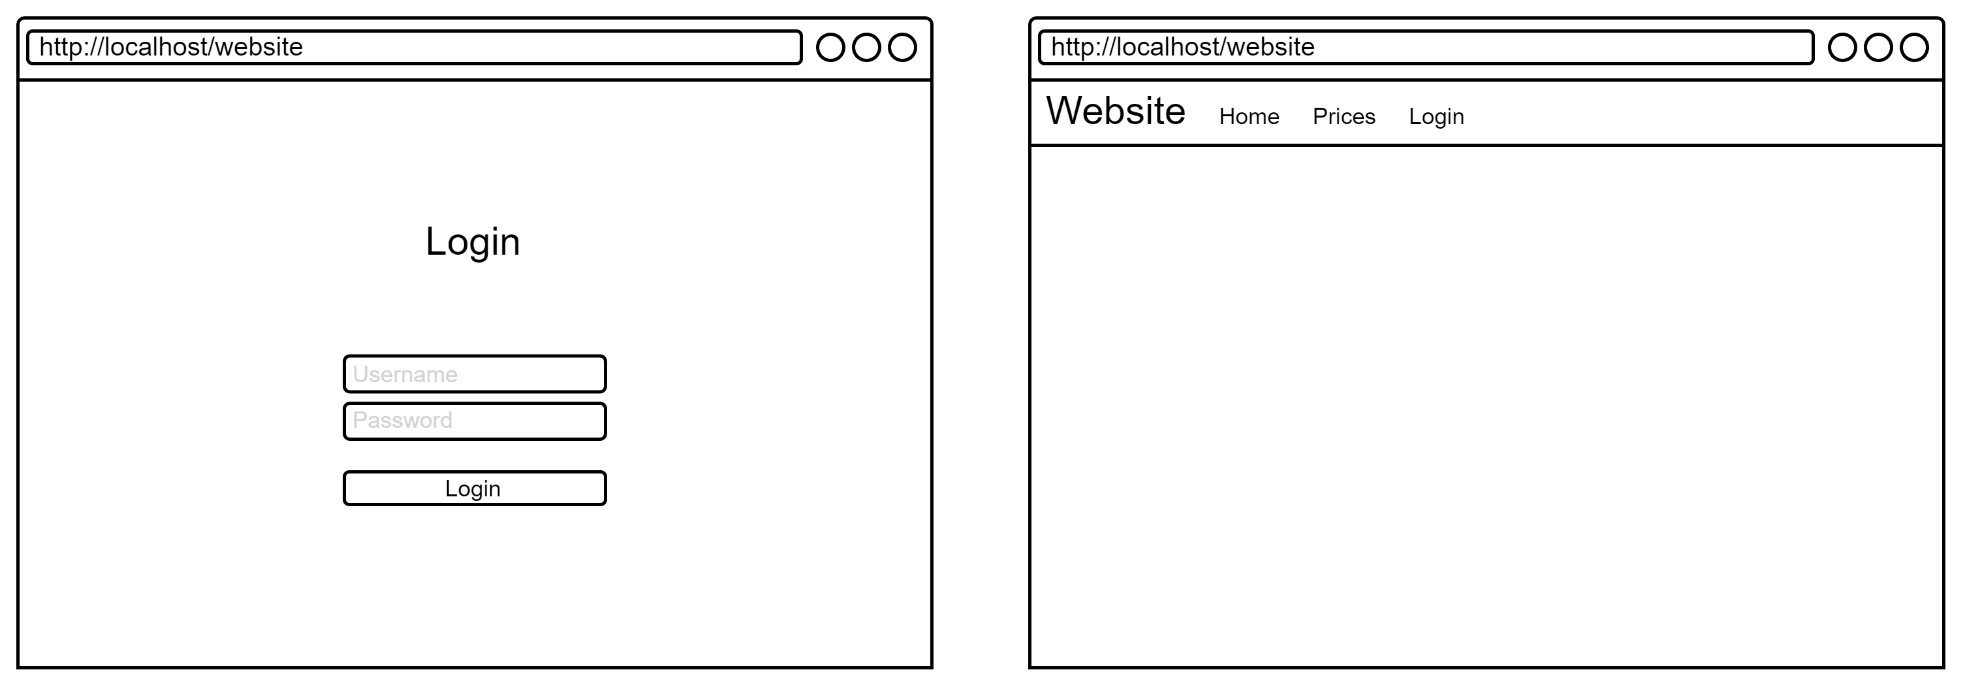 http://localhost/website
Login
Username
Password
Login
http://localhost/website
Website Home Prices Login